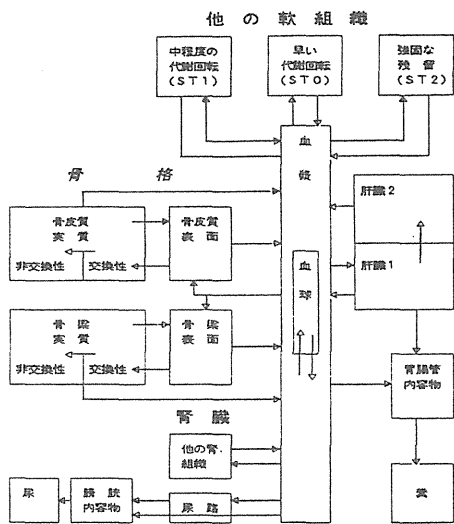 他の軟組織
中程度の
代謝回転
(ST1)
早い
代謝回転
(ST0)
強固な
残留
(ST2)
血
漿
骨格
骨皮質
実質
非交換性 交換性
骨皮質
表面
肝臓2
肝臓1
血
球
骨梁
実質
非交換性 交換性
骨梁
表面
胃腸管
内容物
腎臓
他の腎
組織
尿
膀胱
内容物
尿路
糞